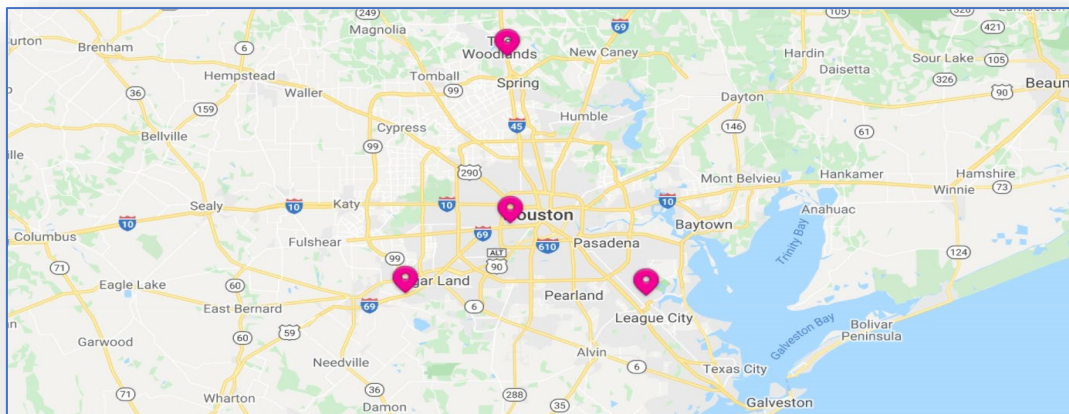 249
105
326
Magnolia
69
421
Brenham
6
Woodlands
New Caney
Hardin
Sour Lake
105
Hempstead
Tomball
Spring
Daisetta
326
Beaum
36
Waller
99
90
159
Humble
Dayton
Bellville
Cypress
45
146
61
99
290
Mont Belvieu
Hankamer
Hamshire
Winnie
73
Sealy
10
Katy
10
10
Anahuac
10
Houston
Baytown
Columbus
Fulshear
69
610
Pasadena
Trinity Bay
124
71
99
ALT
90
Eagle Lake
60
gar Land
69
6
Pearland
League City
East Bernard
59
Galveston Bay
Bolivar
Peninsula
Garwood
60
Needville
Alvin
6
Texas City
71
Wharton
36
Damon
288
35
Galveston